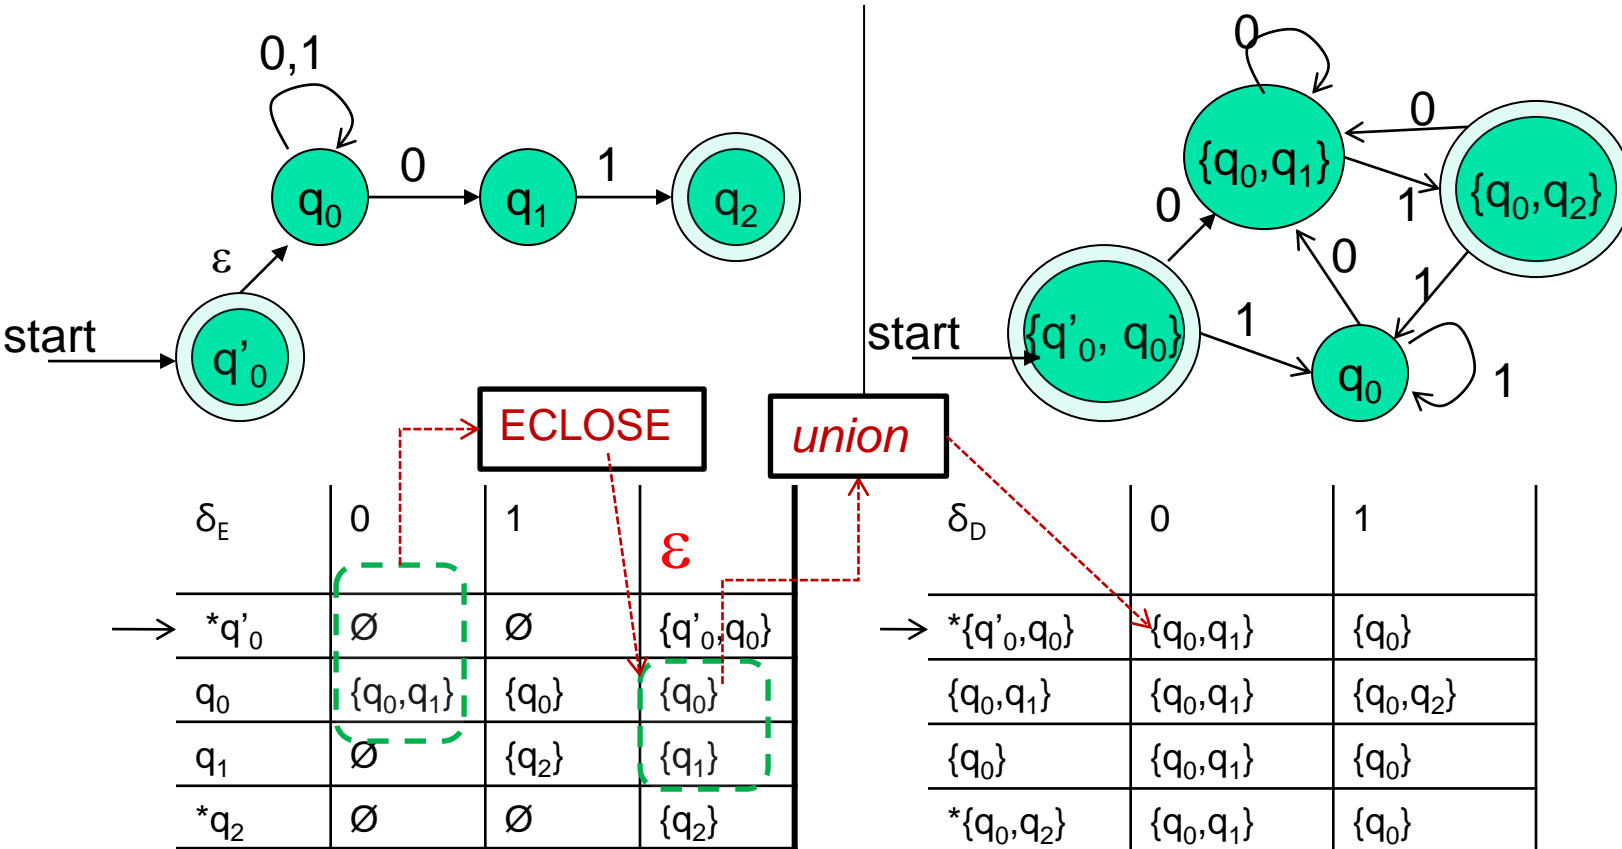 0,1
0
1
q₀
q₁
q₂
ε
start
q’₀
0
0
{q₀,q₁}
{q₀,q₂}
1
0
0
1
start
{q’₀, q₀}
1
q₀
1
ECLOSE
union
δE 0 1 ε
*q’₀ Ø Ø {q’₀,q₀}
q₀ {q₀,q₁} {q₀} {q₀}
q₁ Ø {q₂} {q₁}
*q₂ Ø Ø {q₂}
δD 0 1
*{q’₀,q₀} {q₀,q₁} {q₀}
{q₀,q₁} {q₀,q₁} {q₀,q₂}
{q₀} {q₀,q₁} {q₀}
*{q₀,q₂} {q₀,q₁} {q₀}